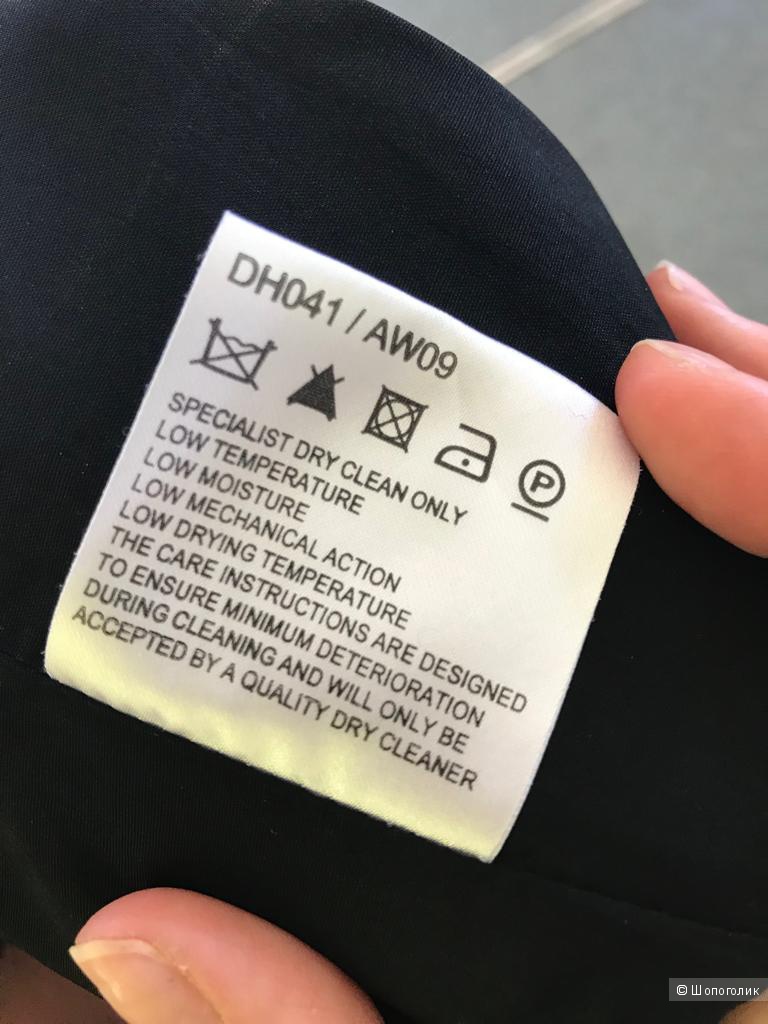 DH041 / AW09
P
SPECIALIST DRY CLEAN ONLY
LOW TEMPERATURE
LOW MOISTURE
LOW MECHANICAL ACTION
LOW DRYING TEMPERATURE
THE CARE INSTRUCTIONS ARE DESIGNED
TO ENSURE MINIMUM DETERIORATION
DURING CLEANING AND WILL ONLY BE
ACCEPTED BY A QUALITY DRY CLEANER
© Шопоголик